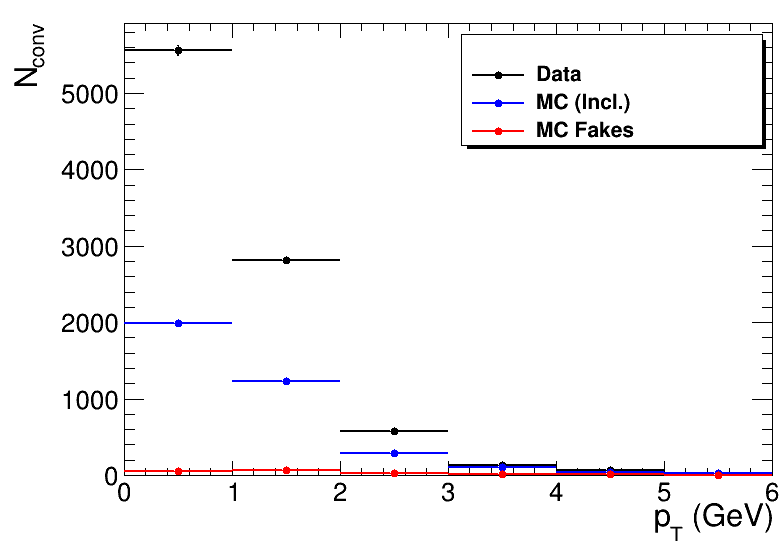 N_conv
5000
4000
3000
2000
1000
0
Data
MC (Incl.)
MC Fakes
0 1 2 3 4 5 6
p_T (GeV)